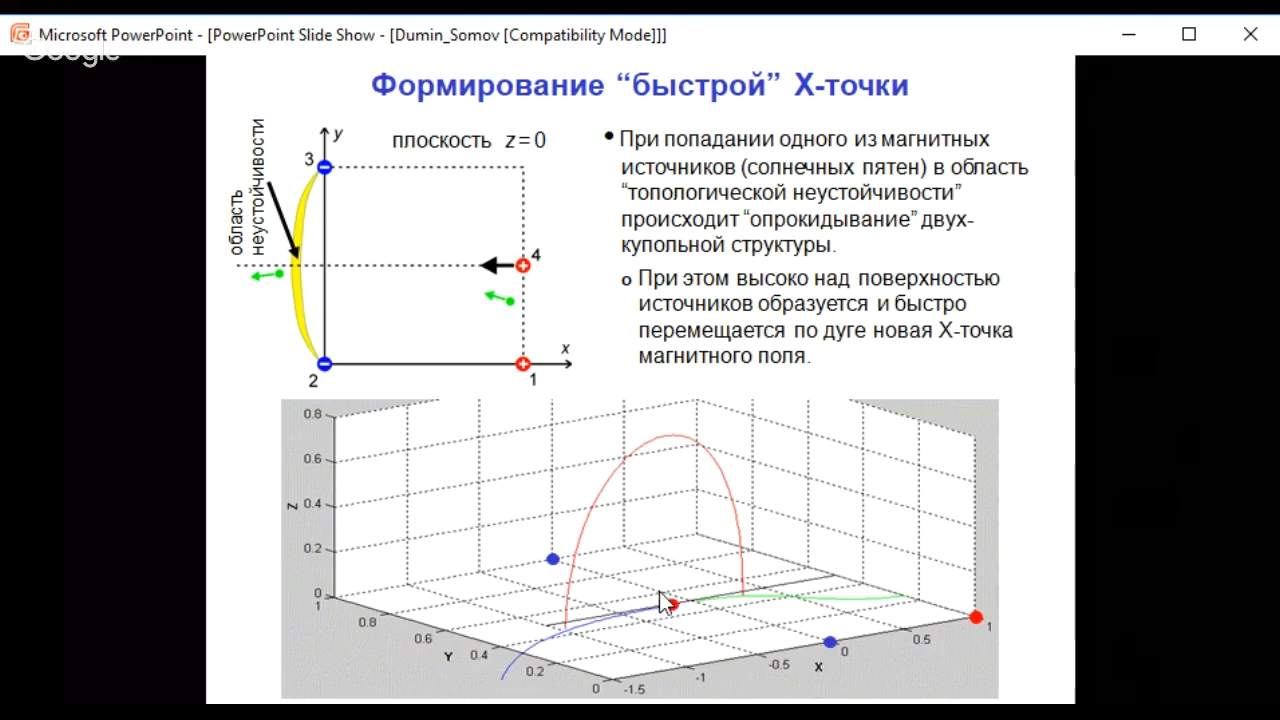 Microsoft PowerPoint - [PowerPoint Slide Show - [Dumin_Somov [Compatibility Mode]]]
Google
Формирование “быстрой” X-точки
область
неустойчивости
y
плоскость z = 0
3
4
x
2
1
• При попадании одного из магнитных
источников (солнечных пятен) в область
“топологической неустойчивости”
происходит “опрокидывание” двух-
купольной структуры.
o При этом высоко над поверхностью
источников образуется и быстро
перемещается по дуге новая X-точка
магнитного поля.
0.8
0.6
Z
0.4
0.2
0
1
0.8
0.6
Y
0.4
0.2
0
-1.5
-1
-0.5
X
0
0.5
1